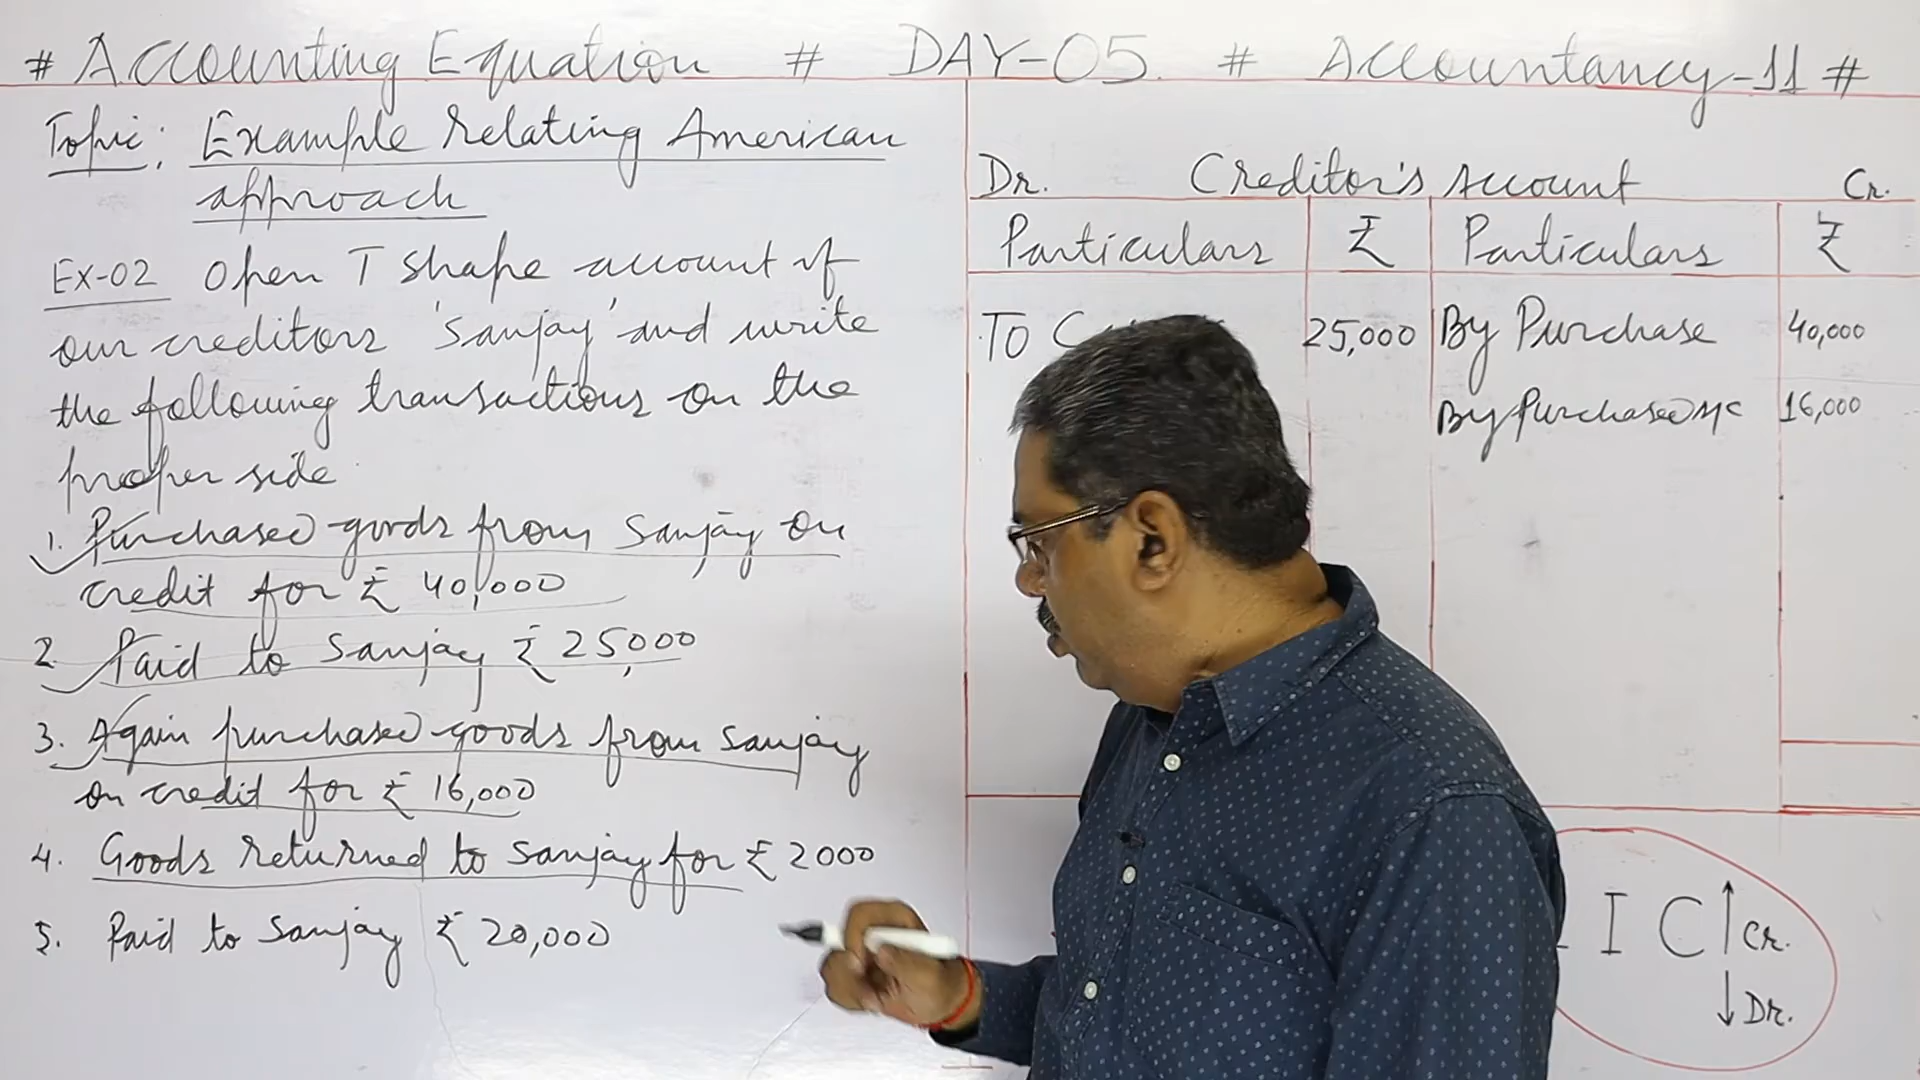 # Accounting Equation # DAY-05. # Accountancy-11 #
Topic: Example relating American
approach
Ex-02 Open T shape account of
our creditors 'Sanjay' and write
the following transactions on the
proper side.
1. Purchased goods from Sanjay on
credit for ₹ 40,000
2. Paid to Sanjay ₹ 25,000
3. Again purchased goods from Sanjay
on credit for ₹ 16,000
4. Goods returned to Sanjay for ₹ 2000
5. Paid to Sanjay ₹ 20,000
Dr. Creditor's Account Cr.
Particulars ₹ Particulars ₹
To 25,000 By Purchase 40,000
By Purchased A/c 16,000
I C ↑ Cr.
↓ Dr.